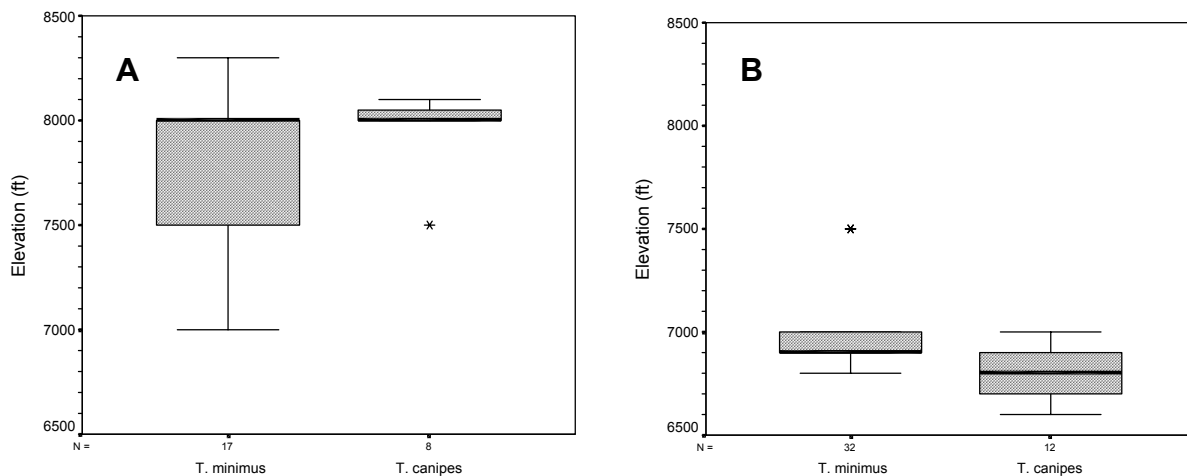 A
Elevation (ft)
8500
8000
7500
7000
6500
N =
17
8
T. minimus
T. canipes
B
Elevation (ft)
8500
8000
7500
7000
6500
N =
32
12
T. minimus
T. canipes